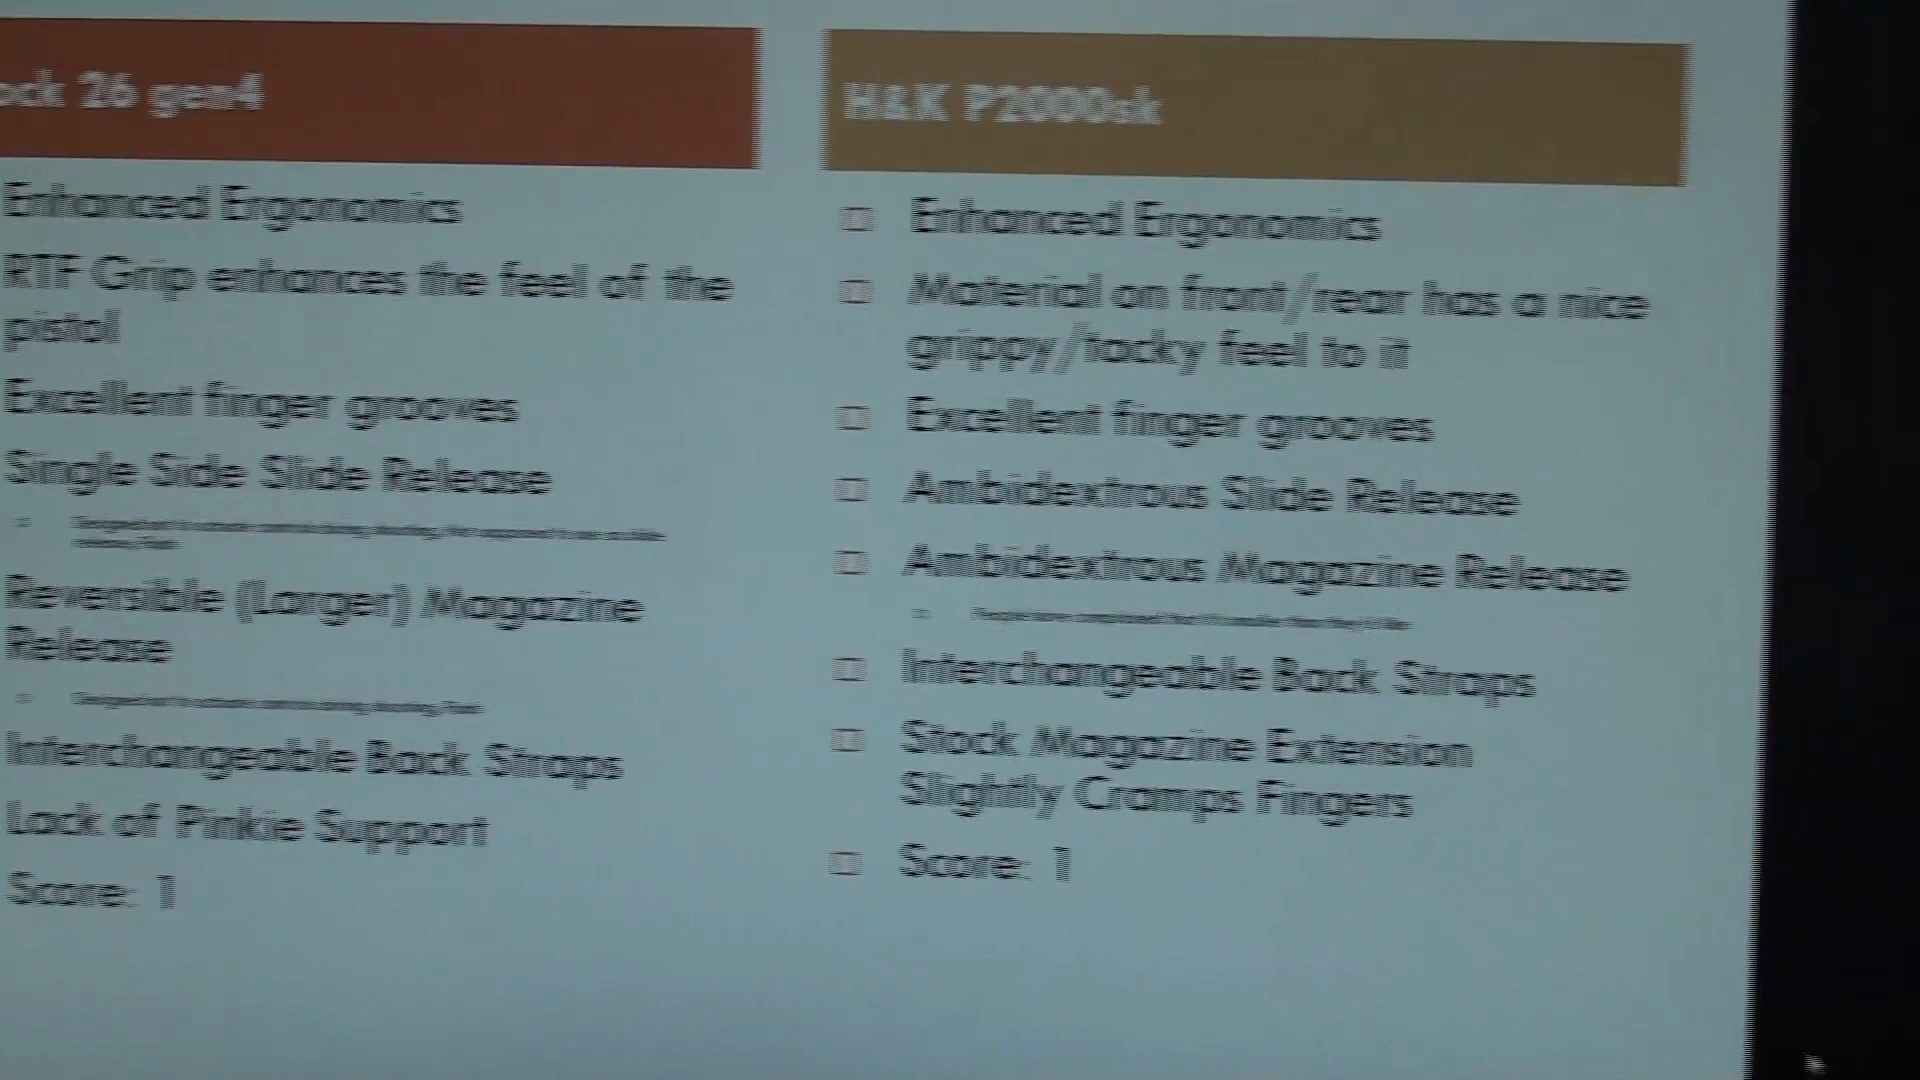 ock 26 gen4
Enhanced Ergonomics
RTF Grip enhances the feel of the
pistol
Excellent finger grooves
Single Side Slide Release
Reversible (Larger) Magazine
Release
Interchangeable Back Straps
Lack of Pinkie Support
Score: 1
H&K P2000sk
Enhanced Ergonomics
Material on front/rear has a nice
grippy/tacky feel to it
Excellent finger grooves
Ambidextrous Slide Release
Ambidextrous Magazine Release
Interchangeable Back Straps
Stock Magazine Extension
Slightly Cramps Fingers
Score: 1